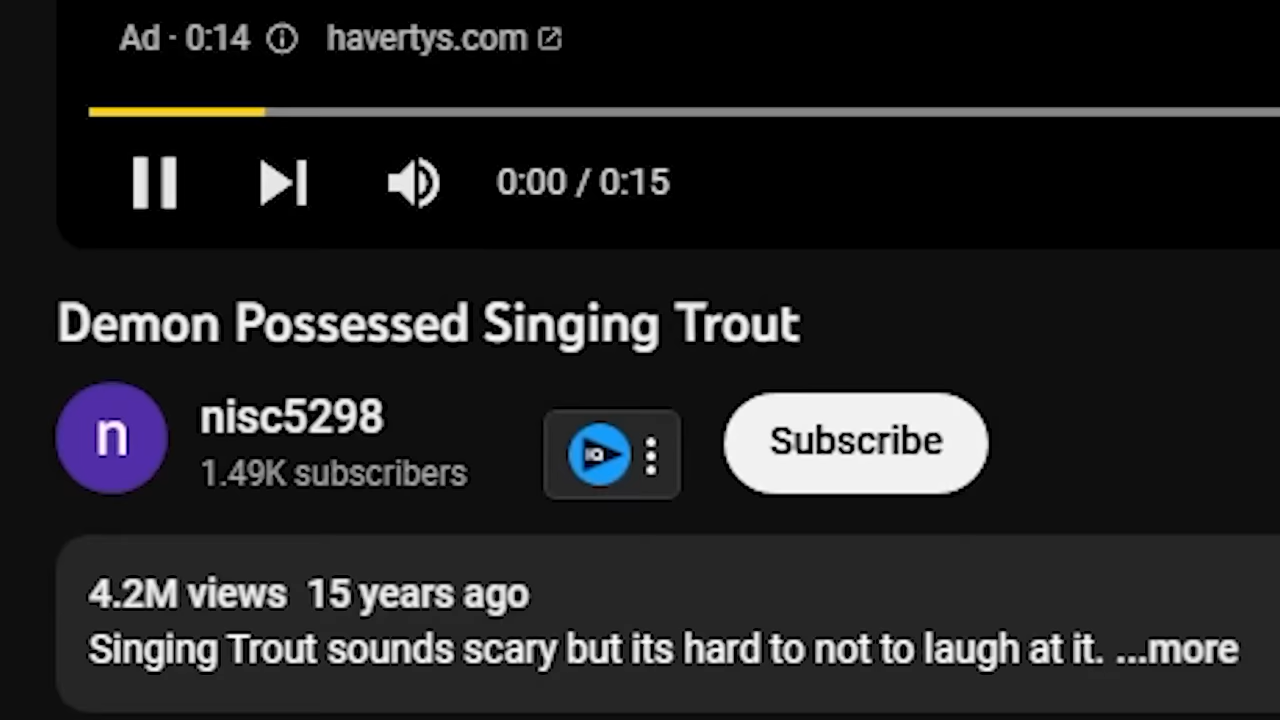 Ad · 0:14 havertys.com
0:00 / 0:15
Demon Possessed Singing Trout
n
nisc5298
1.49K subscribers
IQ
Subscribe
4.2M views 15 years ago
Singing Trout sounds scary but its hard to not to laugh at it. ...more